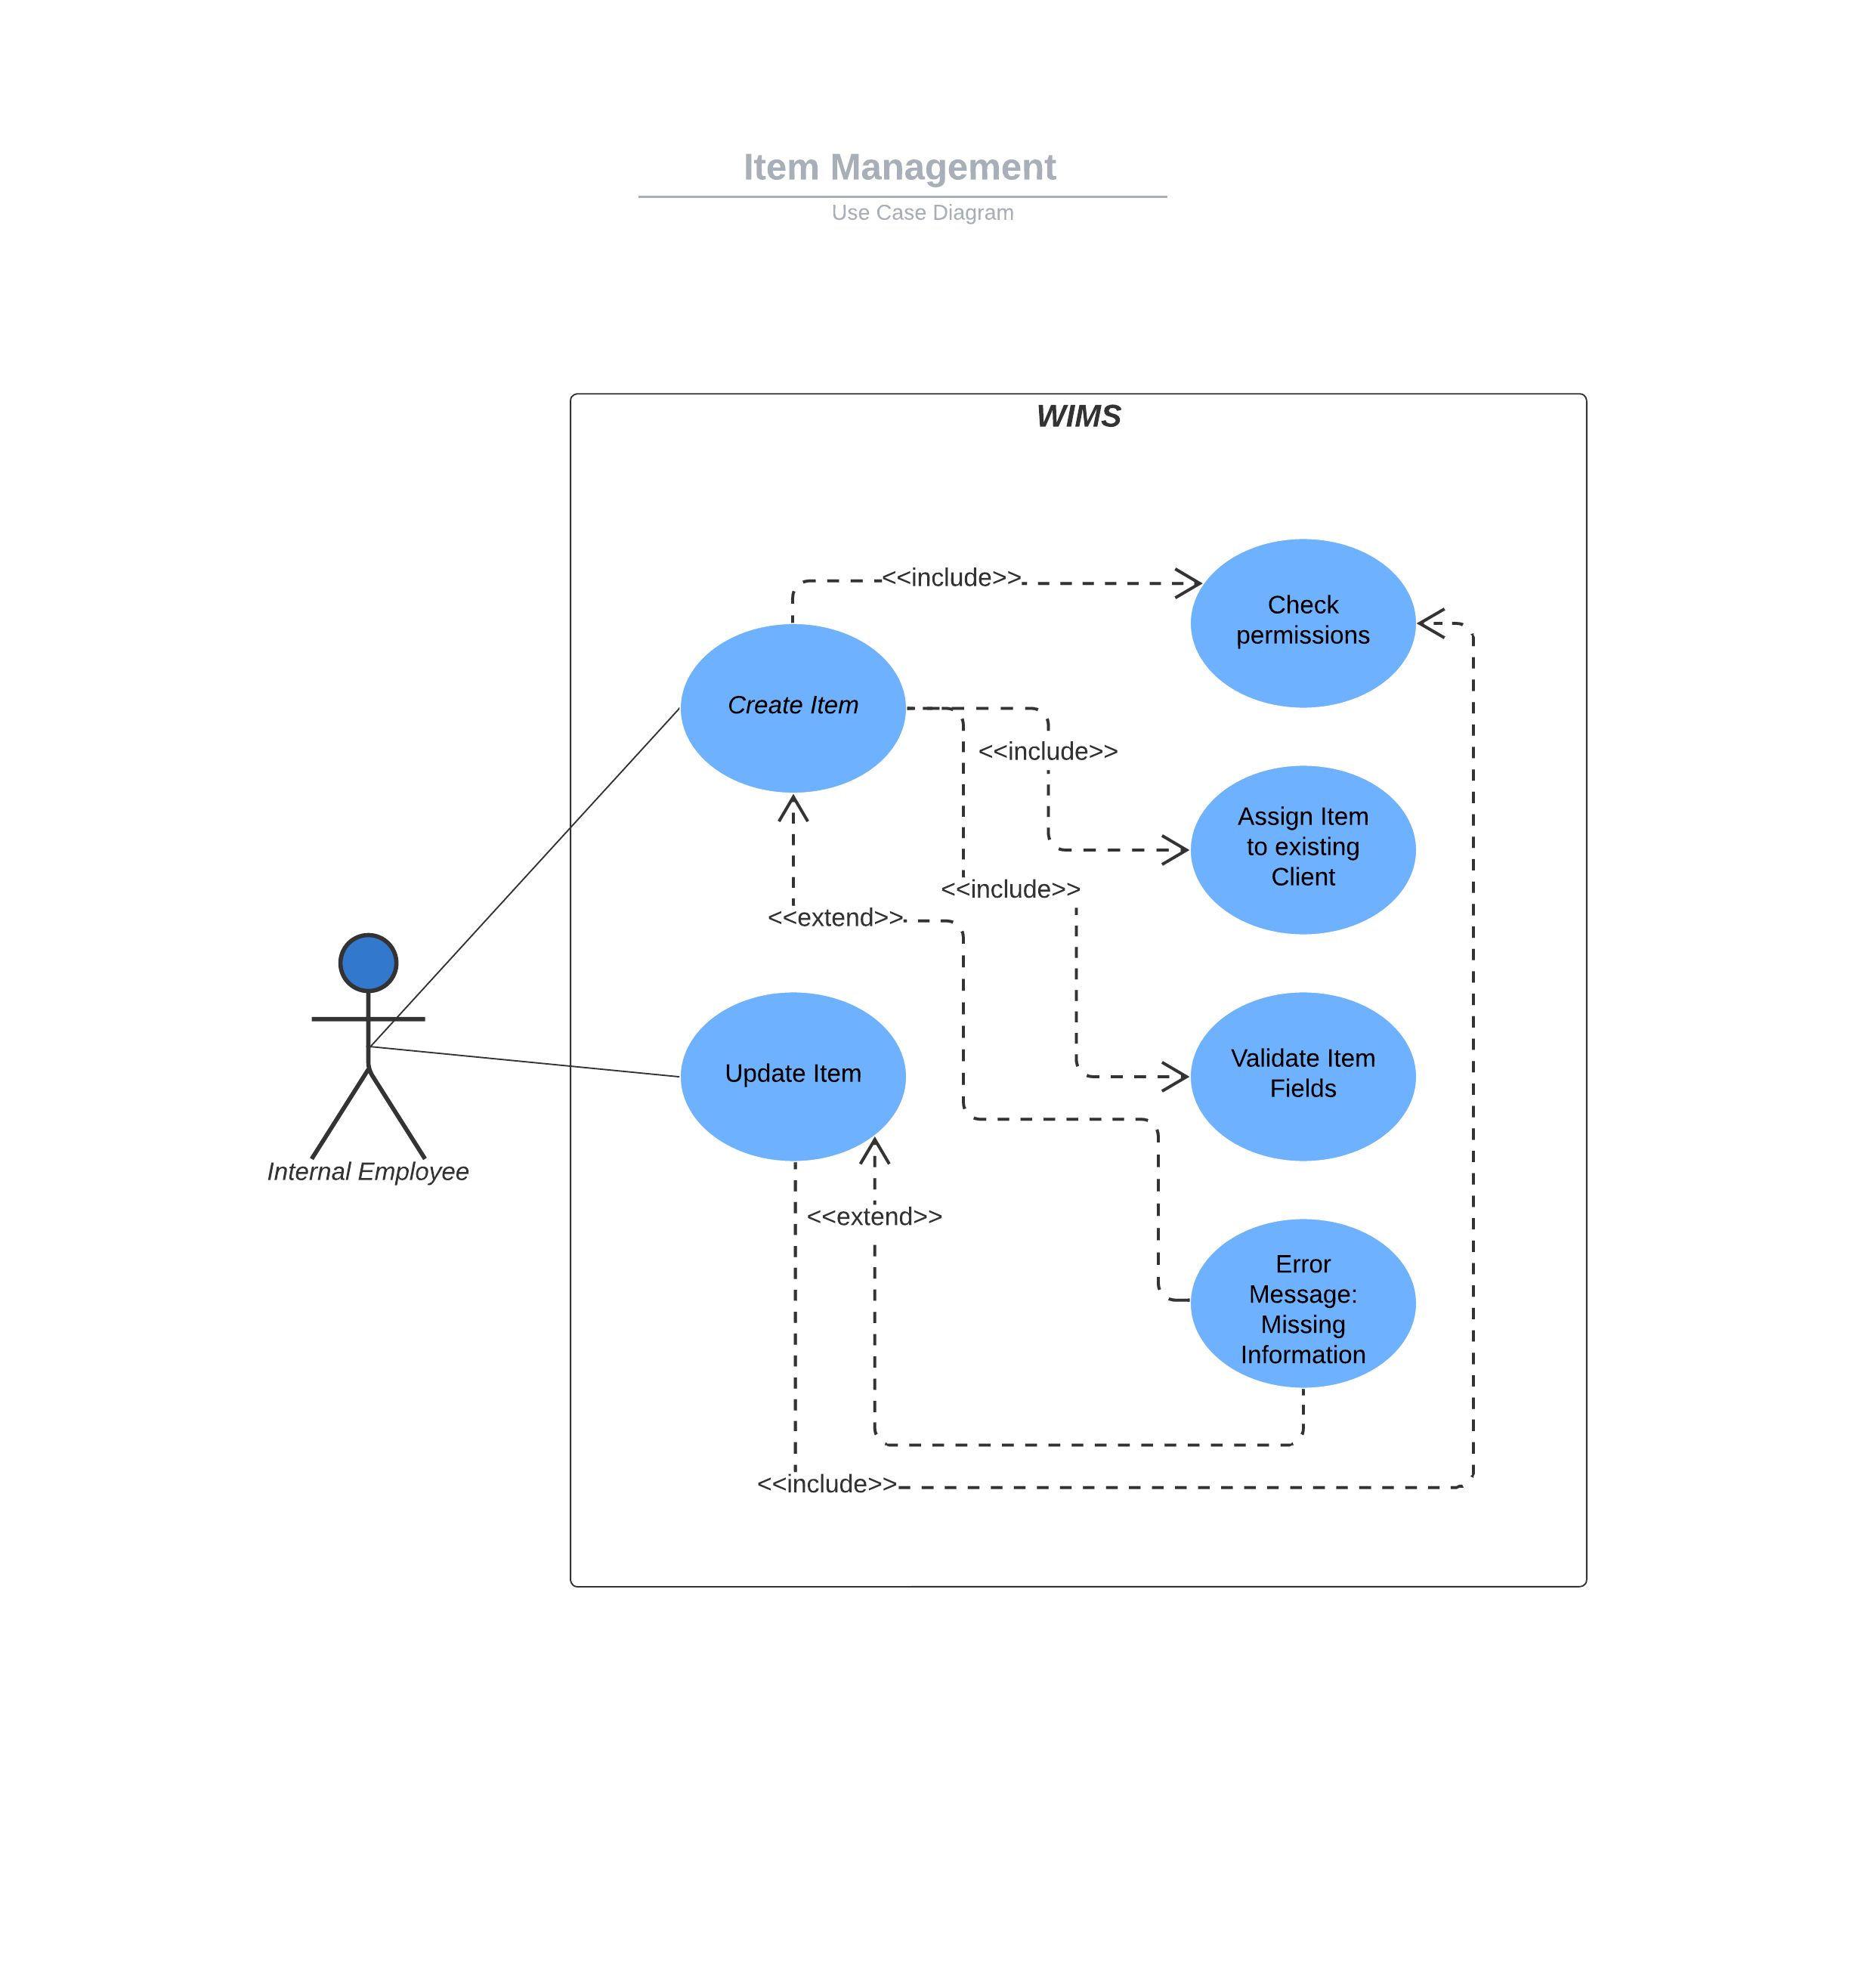 Item Management
Use Case Diagram
WIMS
<<include>>
Check
permissions
Create Item
<<include>>
Assign Item
to existing
Client
<<include>>
<<extend>>
Update Item
Validate Item
Fields
Internal Employee
<<extend>>
Error
Message:
Missing
Information
<<include>>